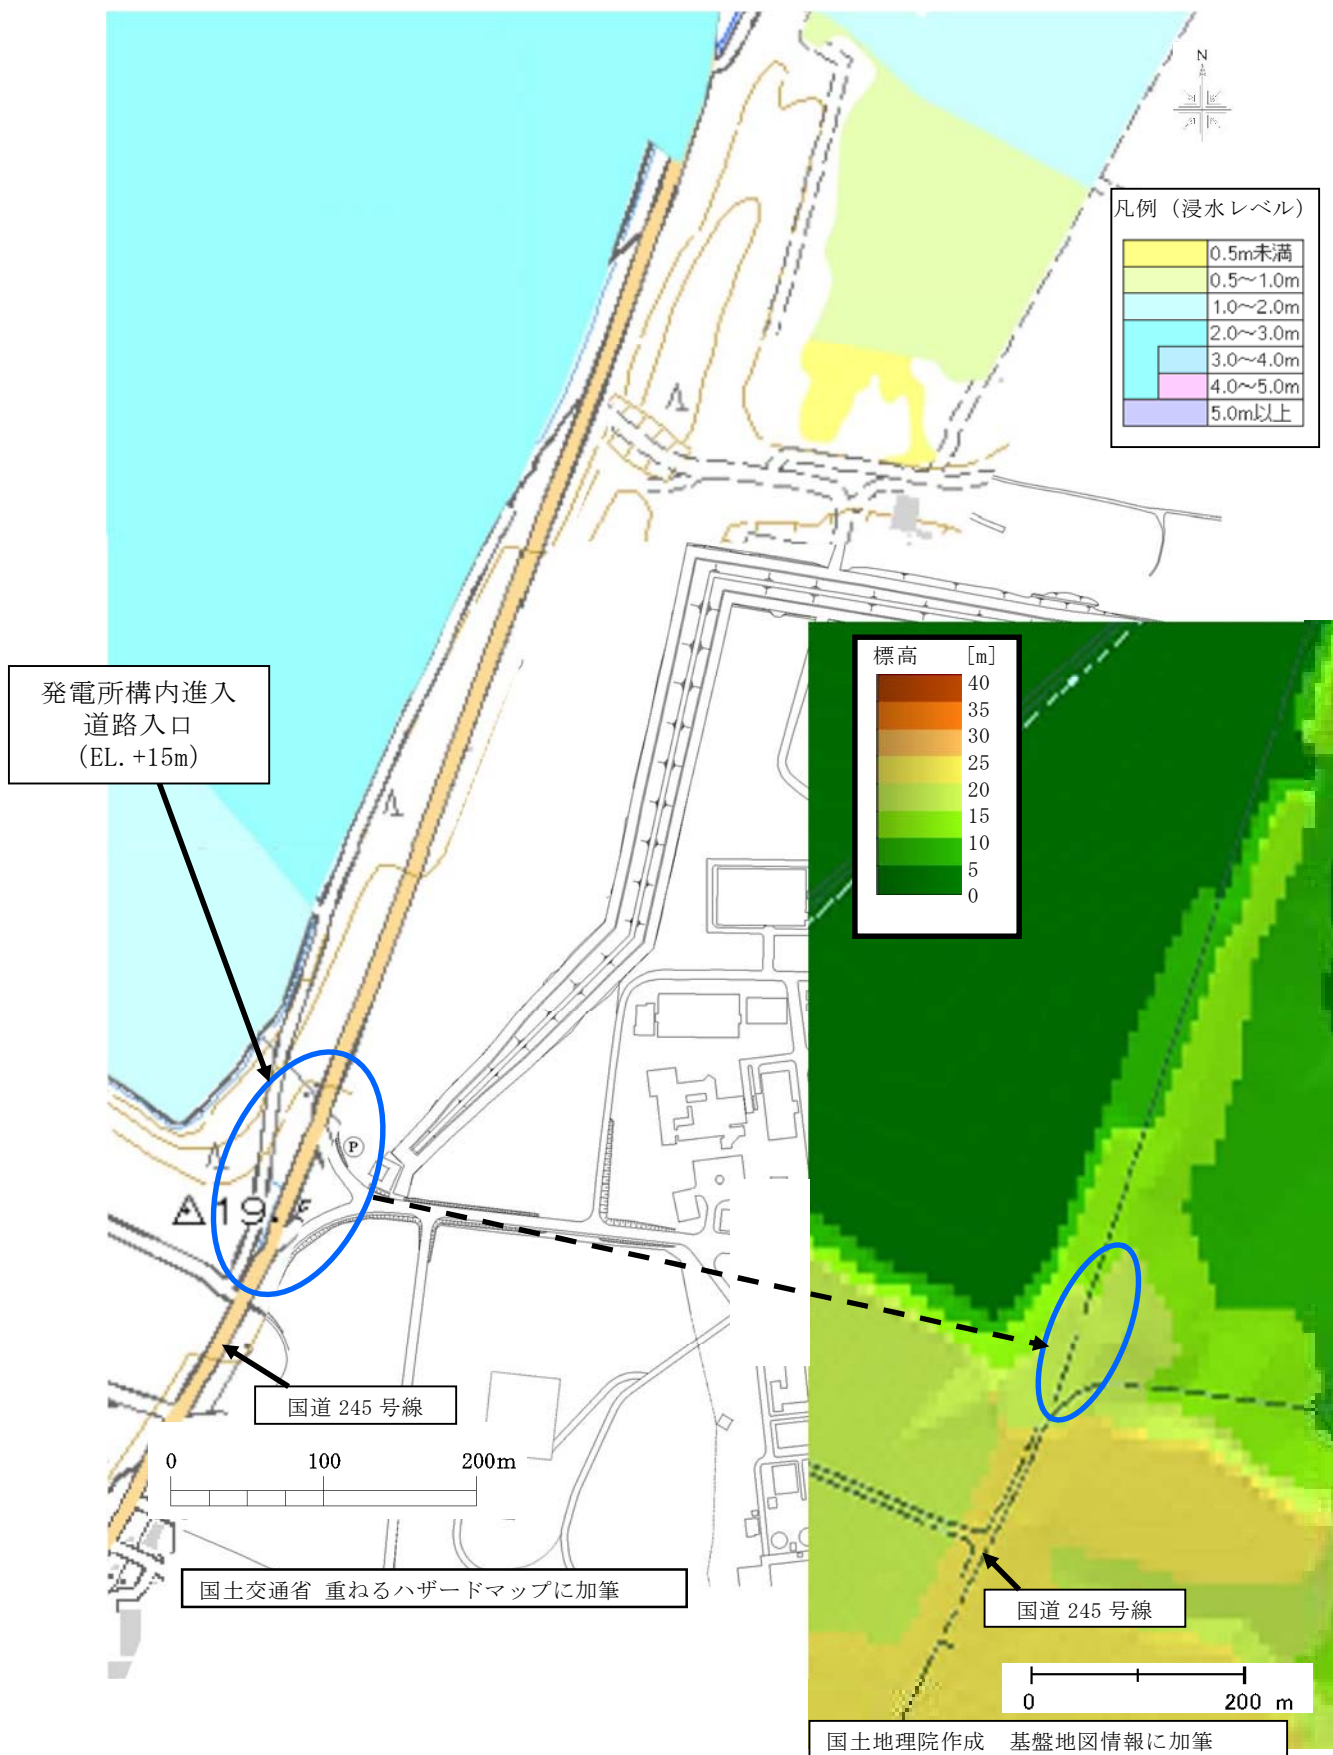 N
凡例（浸水レベル）
0.5m未満
0.5～1.0m
1.0～2.0m
2.0～3.0m
3.0～4.0m
4.0～5.0m
5.0m以上
発電所構内進入
道路入口
(EL.+15m)
標高 [m]
40
35
30
25
20
15
10
5
0
P
国道 245 号線
0 100 200m
国土交通省 重ねるハザードマップに加筆
国道 245 号線
0 200 m
国土地理院作成 基盤地図情報に加筆